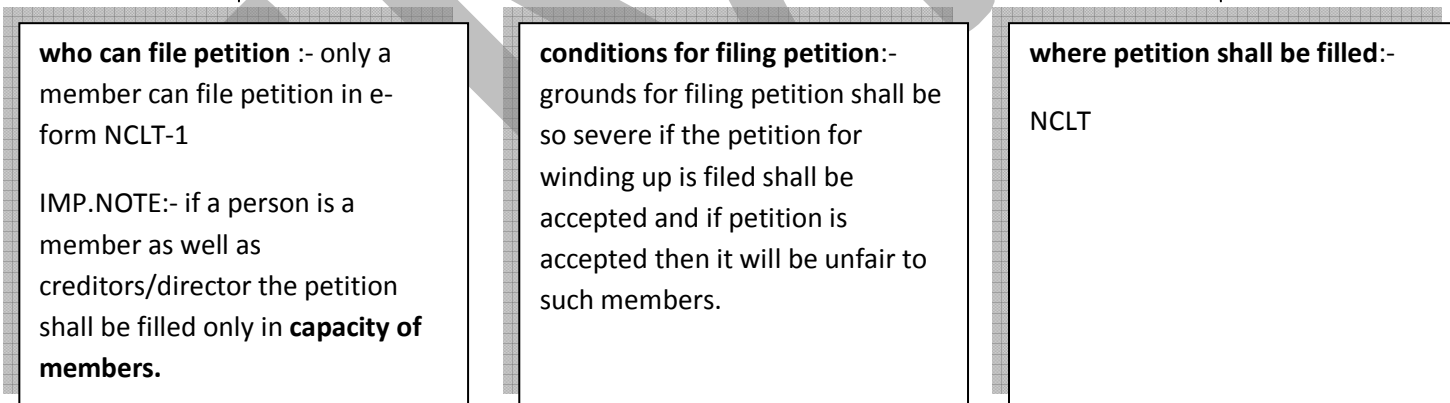 who can file petition :- only a
member can file petition in e-
form NCLT-1
IMP.NOTE:- if a person is a
member as well as
creditors/director the petition
shall be filled only in capacity of
members.
conditions for filing petition:-
grounds for filing petition shall be
so severe if the petition for
winding up is filed shall be
accepted and if petition is
accepted then it will be unfair to
such members.
where petition shall be filled:-
NCLT